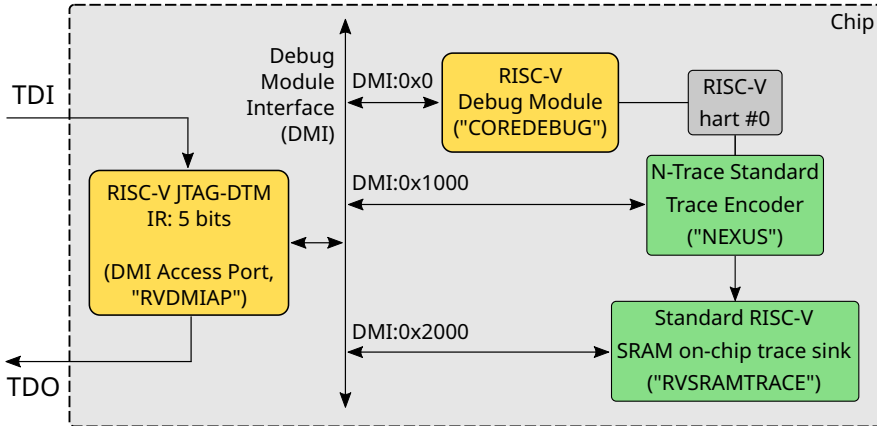 Chip
TDI
Debug
Module
Interface
(DMI)
DMI:0x0
RISC-V
Debug Module
("COREDEBUG")
RISC-V
hart #0
RISC-V JTAG-DTM
IR: 5 bits
(DMI Access Port,
"RVDMIAP")
DMI:0x1000
N-Trace Standard
Trace Encoder
("NEXUS")
DMI:0x2000
Standard RISC-V
SRAM on-chip trace sink
("RVSRAMTRACE")
TDO